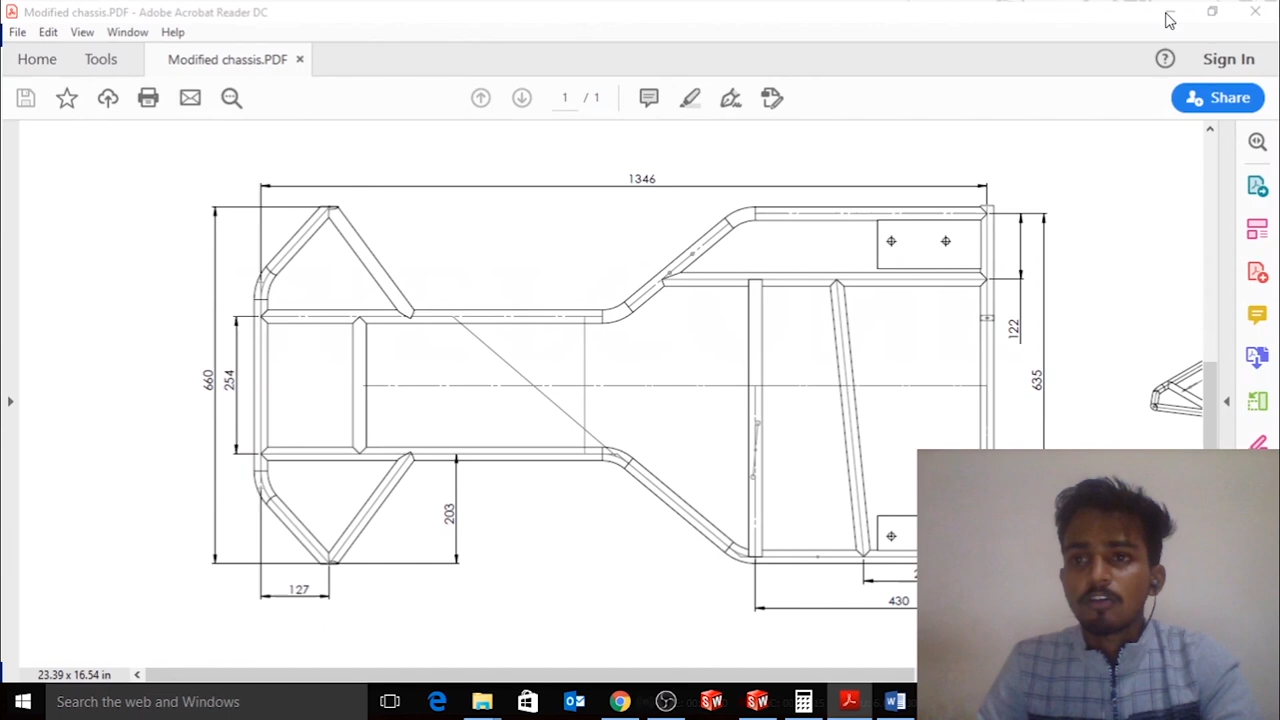 Modified chassis.PDF - Adobe Acrobat Reader DC
File Edit View Window Help
Home Tools Modified chassis.PDF × Sign In
1 / 1 Share
1346
122
660
254
635
203
127
430
23.39 x 16.54 in
Search the web and Windows